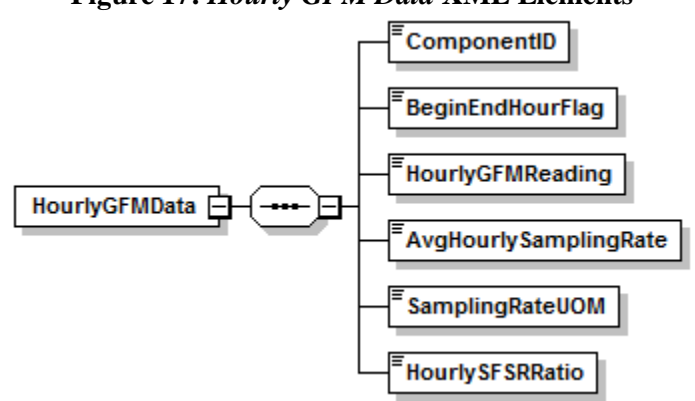 Figure 17. Hourly GFM Data XML Elements
ComponentID
BeginEndHourFlag
HourlyGFMReading
HourlyGFMData
AvgHourlySamplingRate
SamplingRateUOM
HourlySFSRRatio